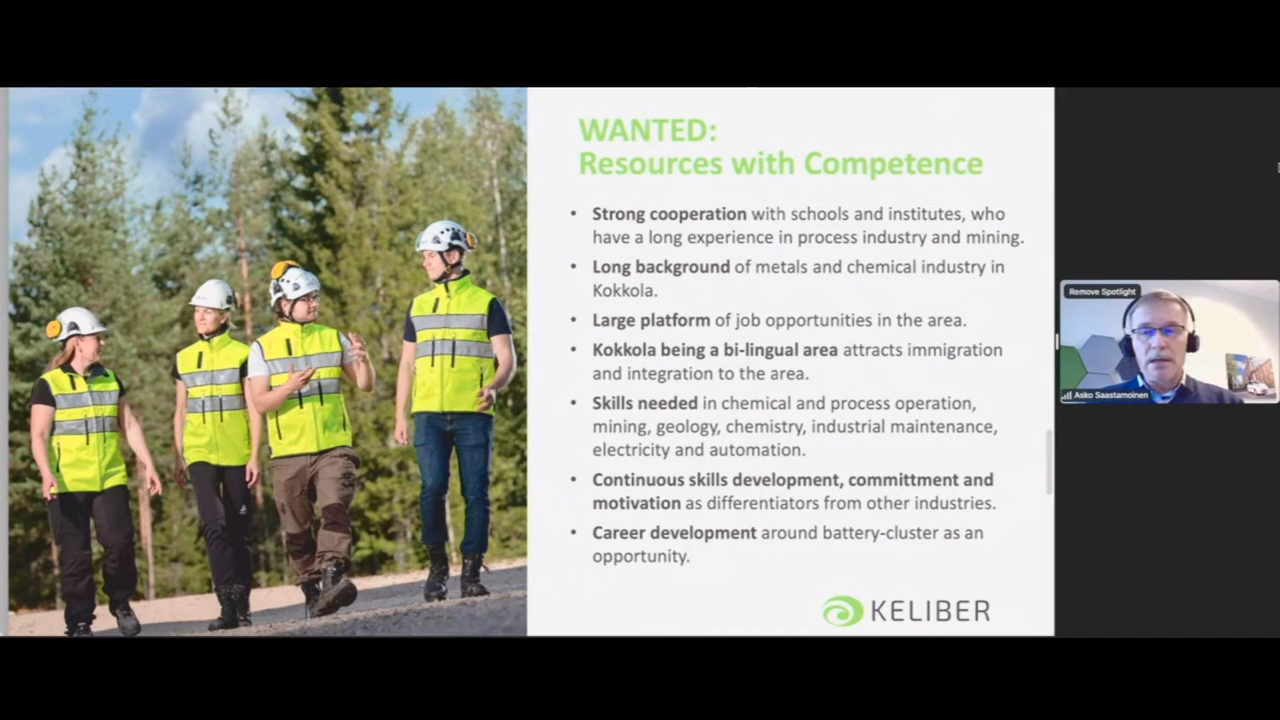 WANTED:
Resources with Competence
• Strong cooperation with schools and institutes, who
have a long experience in process industry and mining.
• Long background of metals and chemical industry in
Kokkola.
• Large platform of job opportunities in the area.
• Kokkola being a bi-lingual area attracts immigration
and integration to the area.
• Skills needed in chemical and process operation,
mining, geology, chemistry, industrial maintenance,
electricity and automation.
• Continuous skills development, committment and
motivation as differentiators from other industries.
• Career development around battery-cluster as an
opportunity.
KELIBER
Remove Spotlight
Asko Saastamoinen